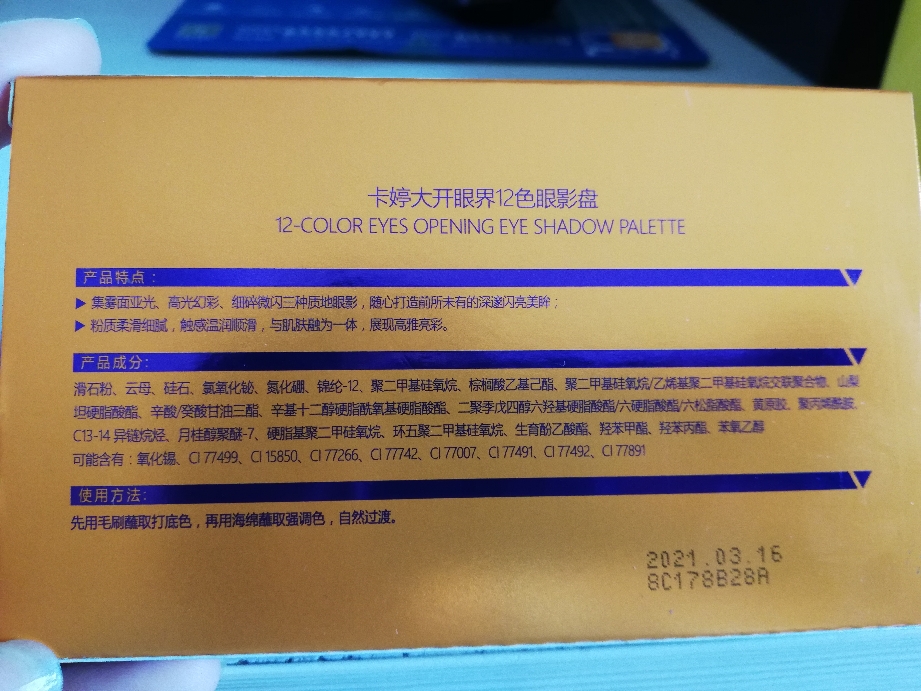 卡婷大开眼界12色眼影盘
12-COLOR EYES OPENING EYE SHADOW PALETTE
产品特点：
▶ 集雾面亚光、高光幻彩、细碎微闪三种质地眼影，随心打造前所未有的深邃闪亮美眸；
▶ 粉质柔滑细腻，触感温润顺滑，与肌肤融为一体，展现高雅亮彩。
产品成分：
滑石粉、云母、硅石、氯氧化铋、氮化硼、锦纶-12、聚二甲基硅氧烷、棕榈酸乙基己酯、聚二甲基硅氧烷/乙烯基聚二甲基硅氧烷交联聚合物、山梨
坦硬脂酸酯、辛酸/癸酸甘油三酯、辛基十二醇硬脂酰氧基硬脂酸酯、二聚季戊四醇六羟基硬脂酸酯/六硬脂酸酯/六松脂酸酯、黄原胶、聚丙烯酰胺、
C13-14 异链烷烃、月桂醇聚醚-7、硬脂基聚二甲硅氧烷、环五聚二甲基硅氧烷、生育酚乙酸酯、羟苯甲酯、羟苯丙酯、苯氧乙醇
可能含有：氧化锡、CI 77499、CI 15850、CI 77266、CI 77742、CI 77007、CI 77491、CI 77492、CI 77891
使用方法：
先用毛刷蘸取打底色，再用海绵蘸取强调色，自然过渡。
2021.03.16
8C178B28A